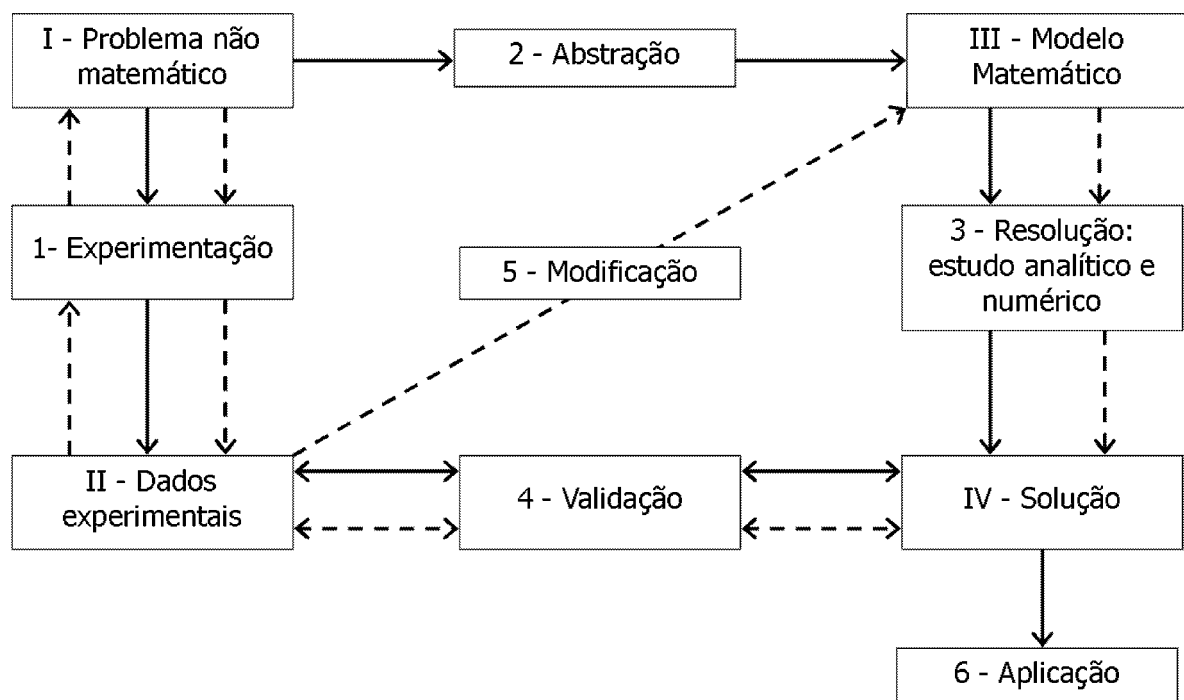 I - Problema não
matemático
2 - Abstração
III - Modelo
Matemático
1- Experimentação
5 - Modificação
3 - Resolução:
estudo analítico e
numérico
II - Dados
experimentais
4 - Validação
IV - Solução
6 - Aplicação